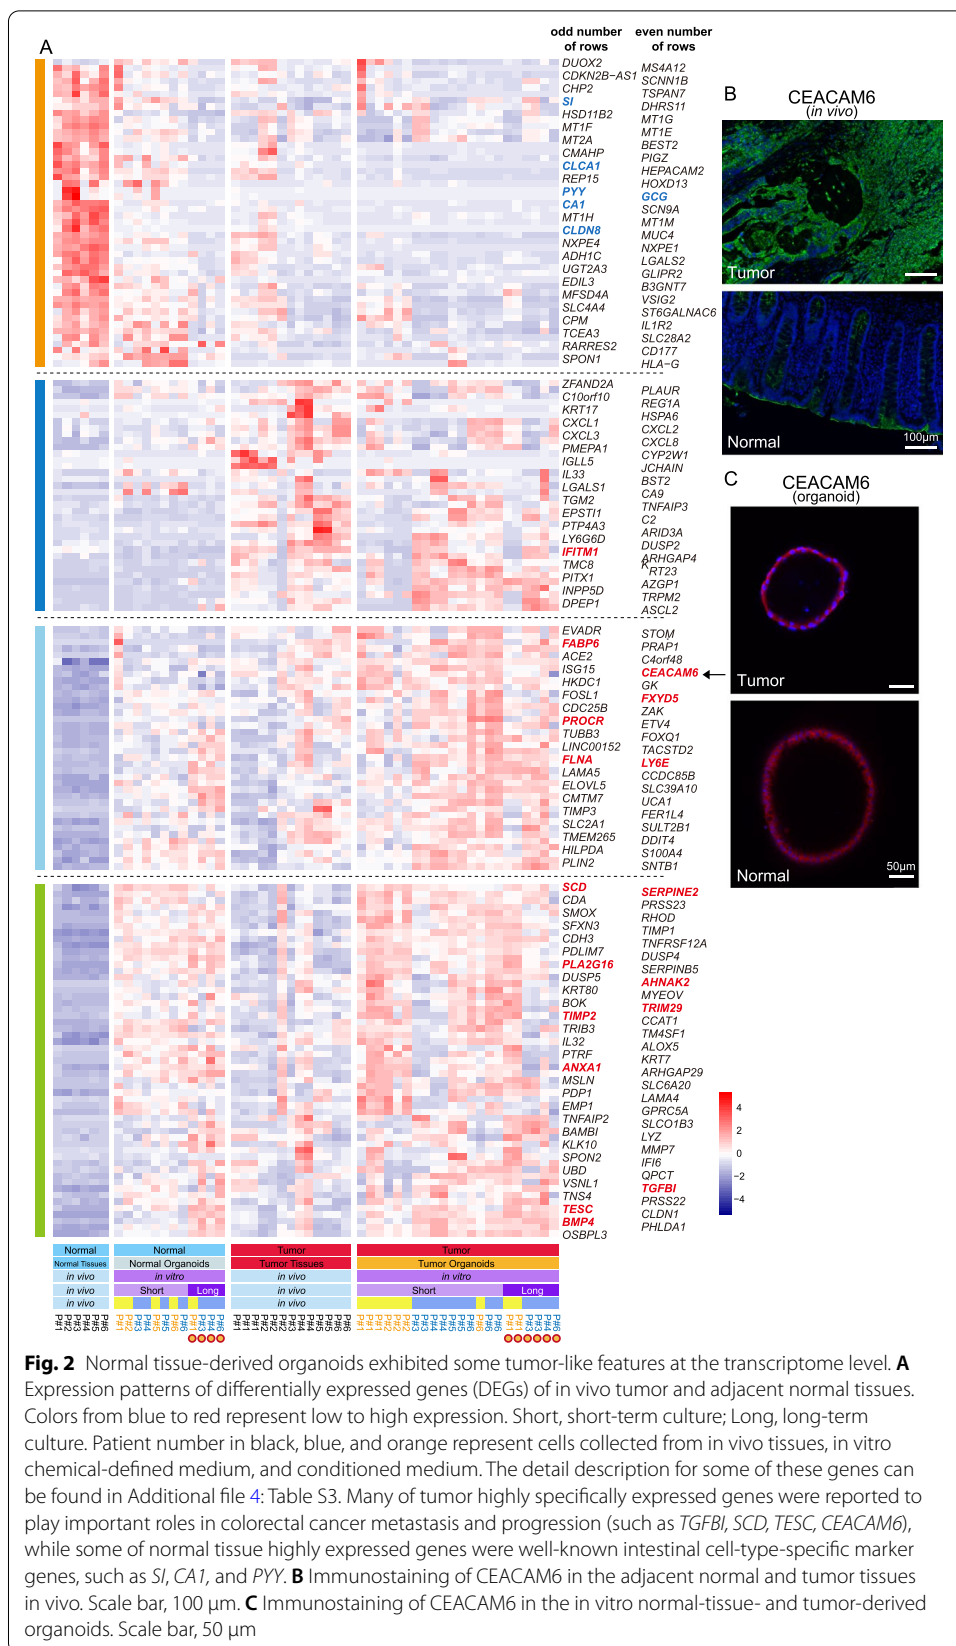 A
odd number
of rows
even number
of rows
DUOX2
CDKN2B−AS1
CHP2
SI
HSD11B2
MT1F
MT2A
CMAHP
CLCA1
REP15
PYY
CA1
MT1H
CLDN8
NXPE4
ADH1C
UGT2A3
EDIL3
MFSD4A
SLC4A4
CPM
TCEA3
RARRES2
SPON1
MS4A12
SCNN1B
TSPAN7
DHRS11
MT1G
MT1E
BEST2
PIGZ
HEPACAM2
HOXD13
GCG
SCN9A
MT1M
MUC4
NXPE1
LGALS2
GLIPR2
B3GNT7
VSIG2
ST6GALNAC6
IL1R2
SLC28A2
CD177
HLA−G
ZFAND2A
C10orf10
KRT17
CXCL1
CXCL3
PMEPA1
IGLL5
IL33
LGALS1
TGM2
EPSTI1
PTP4A3
LY6G6D
IFITM1
TMC8
PITX1
INPP5D
DPEP1
PLAUR
REG1A
HSPA6
CXCL2
CXCL8
CYP2W1
JCHAIN
BST2
CA9
TNFAIP3
C2
ARID3A
DUSP2
ARHGAP4
KRT23
AZGP1
TRPM2
ASCL2
EVADR
FABP6
ACE2
ISG15
HKDC1
FOSL1
CDC25B
PROCR
TUBB3
LINC00152
FLNA
LAMA5
ELOVL5
CMTM7
TIMP3
SLC2A1
TMEM265
HILPDA
PLIN2
STOM
PRAP1
C4orf48
CEACAM6
GK
FXYD5
ZAK
ETV4
FOXQ1
TACSTD2
LY6E
CCDC85B
SLC39A10
UCA1
FER1L4
SULT2B1
DDIT4
S100A4
SNTB1
SCD
CDA
SMOX
SFXN3
CDH3
PDLIM7
PLA2G16
DUSP5
KRT80
BOK
TIMP2
TRIB3
IL32
PTRF
ANXA1
MSLN
PDP1
EMP1
TNFAIP2
BAMBI
KLK10
SPON2
UBD
VSNL1
TNS4
TESC
BMP4
OSBPL3
SERPINE2
PRSS23
RHOD
TIMP1
TNFRSF12A
DUSP4
SERPINB5
AHNAK2
MYEOV
TRIM29
CCAT1
TM4SF1
ALOX5
KRT7
ARHGAP29
SLC6A20
LAMA4
GPRC5A
SLCO1B3
LYZ
MMP7
IFI6
QPCT
TGFBI
PRSS22
CLDN1
PHLDA1
4
2
0
−2
−4
Normal Normal Tumor Tumor
Normal Tissues Normal Organoids Tumor Tissues Tumor Organoids
in vivo in vitro in vivo in vitro
in vivo Short Long in vivo Short Long
in vivo in vivo
B
CEACAM6
(in vivo)
Tumor
Normal
100µm
C
CEACAM6
(organoid)
Tumor
Normal
50µm
Fig. 2 Normal tissue-derived organoids exhibited some tumor-like features at the transcriptome level. A
Expression patterns of differentially expressed genes (DEGs) of in vivo tumor and adjacent normal tissues.
Colors from blue to red represent low to high expression. Short, short-term culture; Long, long-term
culture. Patient number in black, blue, and orange represent cells collected from in vivo tissues, in vitro
chemical-defined medium, and conditioned medium. The detail description for some of these genes can
be found in Additional file 4: Table S3. Many of tumor highly specifically expressed genes were reported to
play important roles in colorectal cancer metastasis and progression (such as TGFBI, SCD, TESC, CEACAM6),
while some of normal tissue highly expressed genes were well-known intestinal cell-type-specific marker
genes, such as SI, CA1, and PYY. B Immunostaining of CEACAM6 in the adjacent normal and tumor tissues
in vivo. Scale bar, 100 µm. C Immunostaining of CEACAM6 in the in vitro normal-tissue- and tumor-derived
organoids. Scale bar, 50 µm